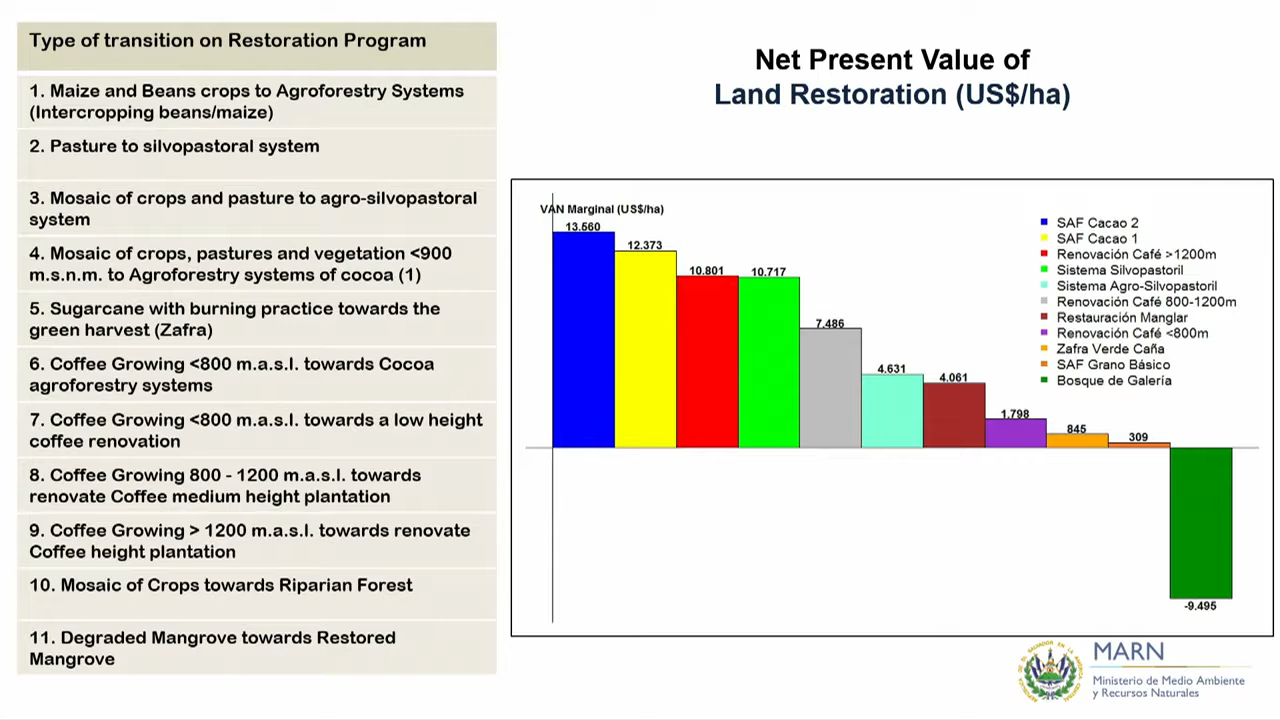 Type of transition on Restoration Program
1. Maize and Beans crops to Agroforestry Systems
(Intercropping beans/maize)
2. Pasture to silvopastoral system
3. Mosaic of crops and pasture to agro-silvopastoral
system
4. Mosaic of crops, pastures and vegetation <900
m.s.n.m. to Agroforestry systems of cocoa (1)
5. Sugarcane with burning practice towards the
green harvest (Zafra)
6. Coffee Growing <800 m.a.s.l. towards Cocoa
agroforestry systems
7. Coffee Growing <800 m.a.s.l. towards a low height
coffee renovation
8. Coffee Growing 800 - 1200 m.a.s.l. towards
renovate Coffee medium height plantation
9. Coffee Growing > 1200 m.a.s.l. towards renovate
Coffee height plantation
10. Mosaic of Crops towards Riparian Forest
11. Degraded Mangrove towards Restored
Mangrove
Net Present Value of
Land Restoration (US$/ha)
VAN Marginal (US$/ha)
13.560
12.373
10.801
10.717
7.486
4.631
4.061
1.798
845
309
-9.495
SAF Cacao 2
SAF Cacao 1
Renovación Café >1200m
Sistema Silvopastoril
Sistema Agro-Silvopastoril
Renovación Café 800-1200m
Restauración Manglar
Renovación Café <800m
Zafra Verde Caña
SAF Grano Básico
Bosque de Galería
MARN
Ministerio de Medio Ambiente
y Recursos Naturales